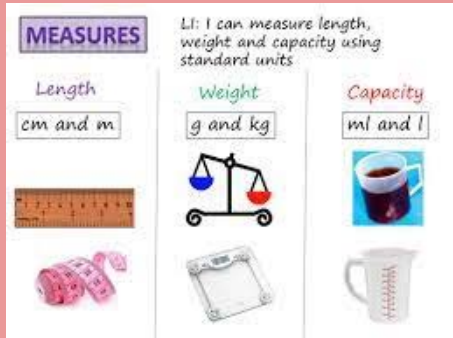 MEASURES
LI: I can measure length,
weight and capacity using
standard units
Length
Weight
Capacity
cm and m
g and kg
ml and l